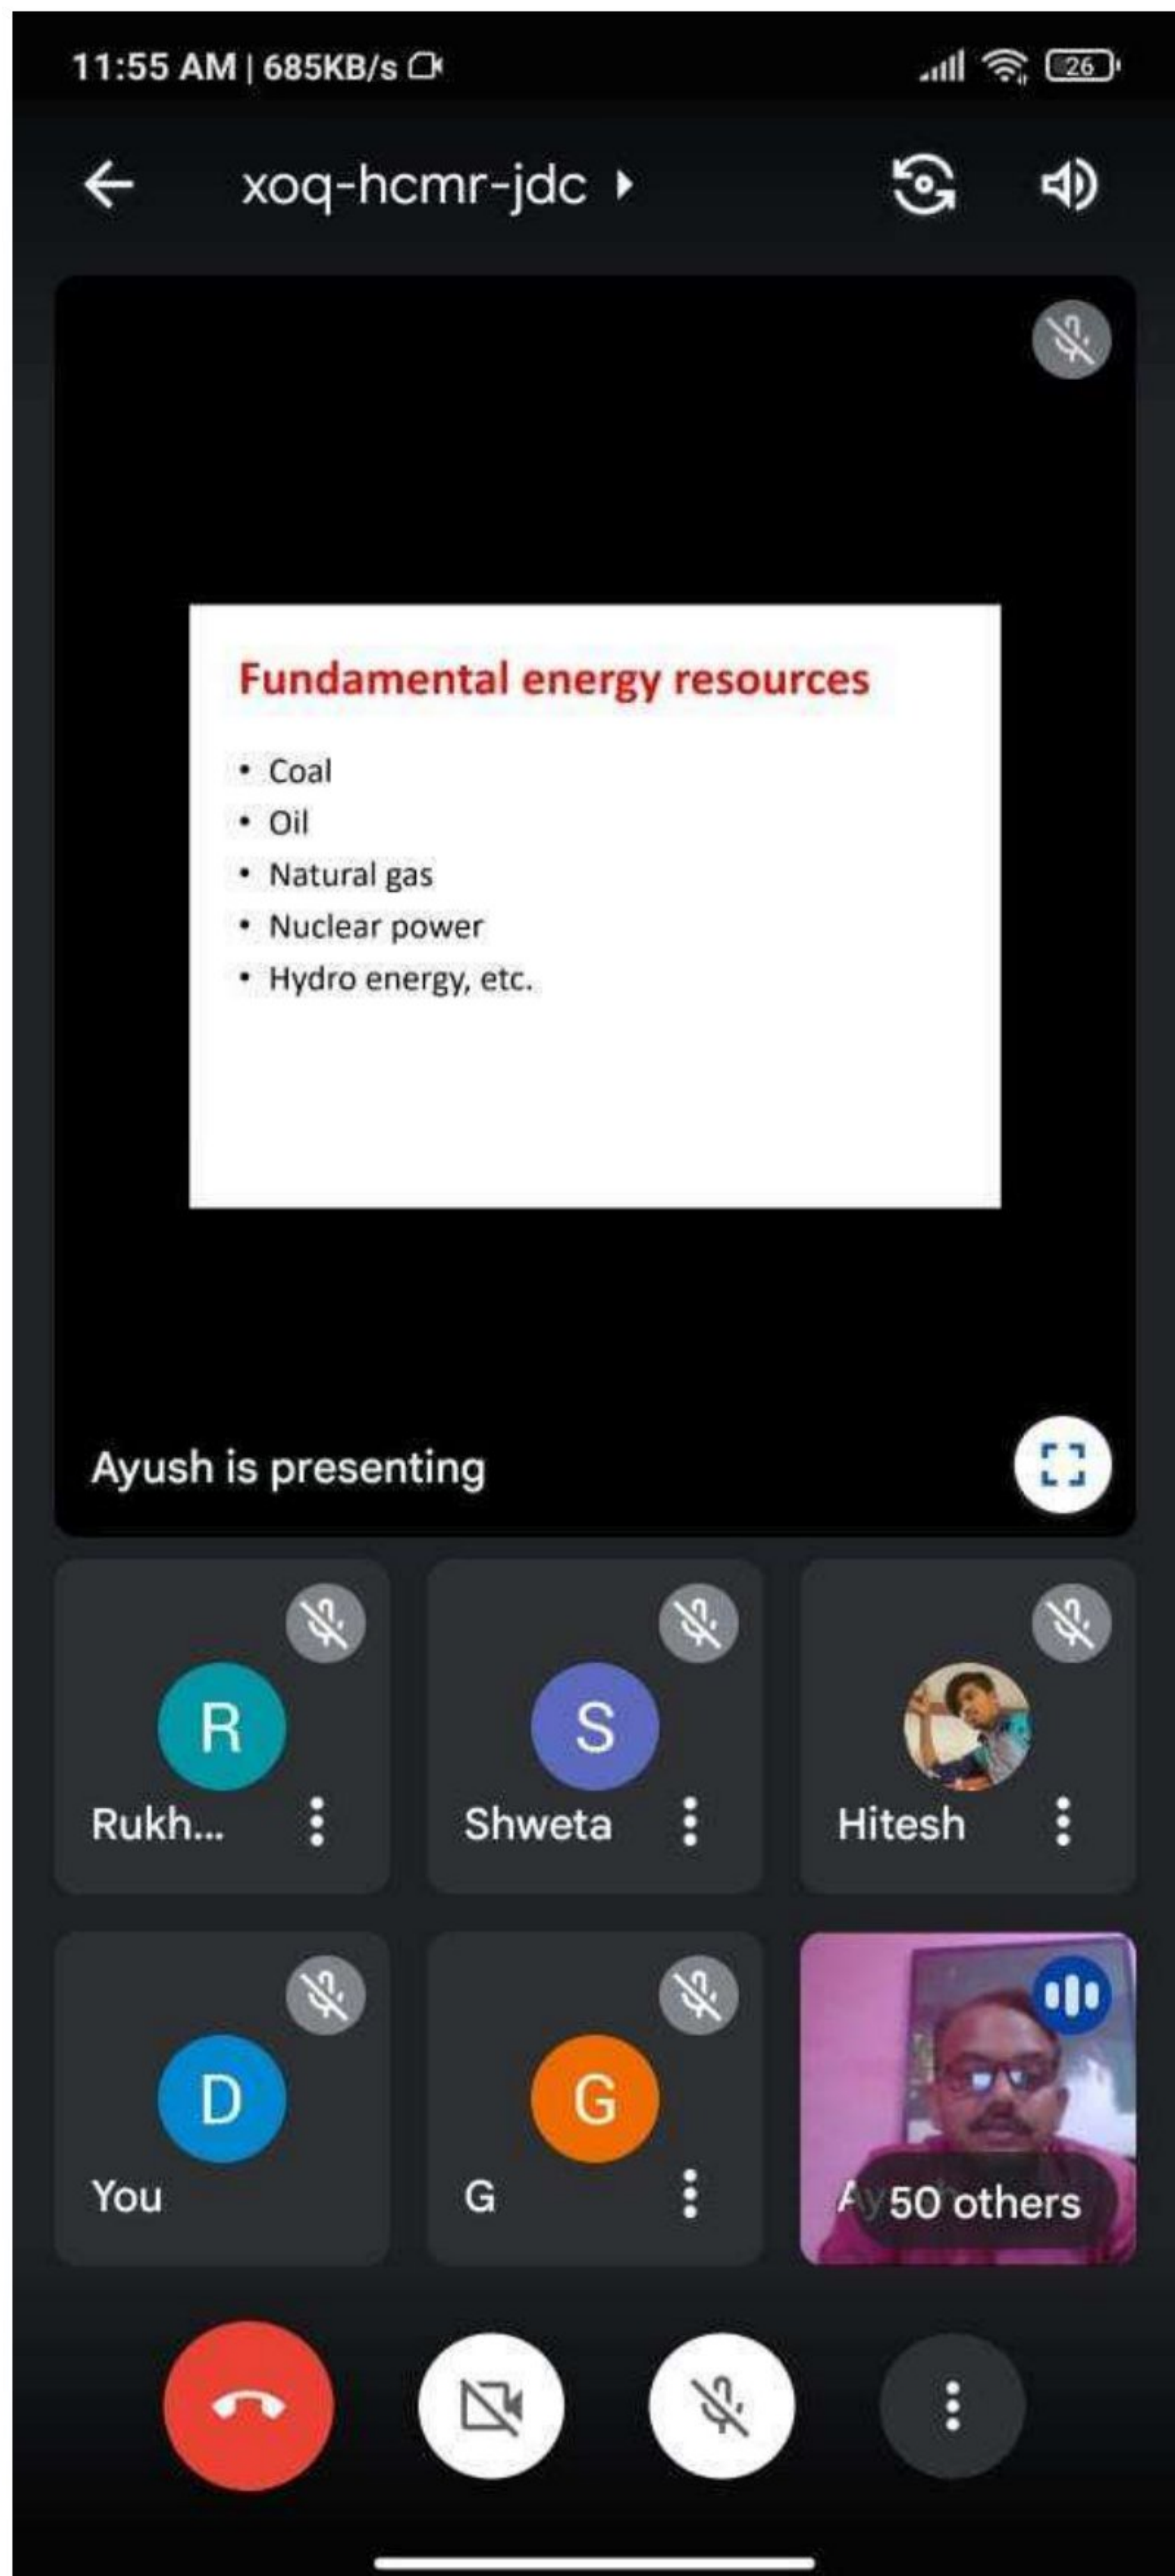 11:55 AM | 685KB/s
26
xoq-hcmr-jdc
Fundamental energy resources
• Coal
• Oil
• Natural gas
• Nuclear power
• Hydro energy, etc.
Ayush is presenting
R
S
Rukh...
Shweta
Hitesh
D
G
You
G
Ay 50 others